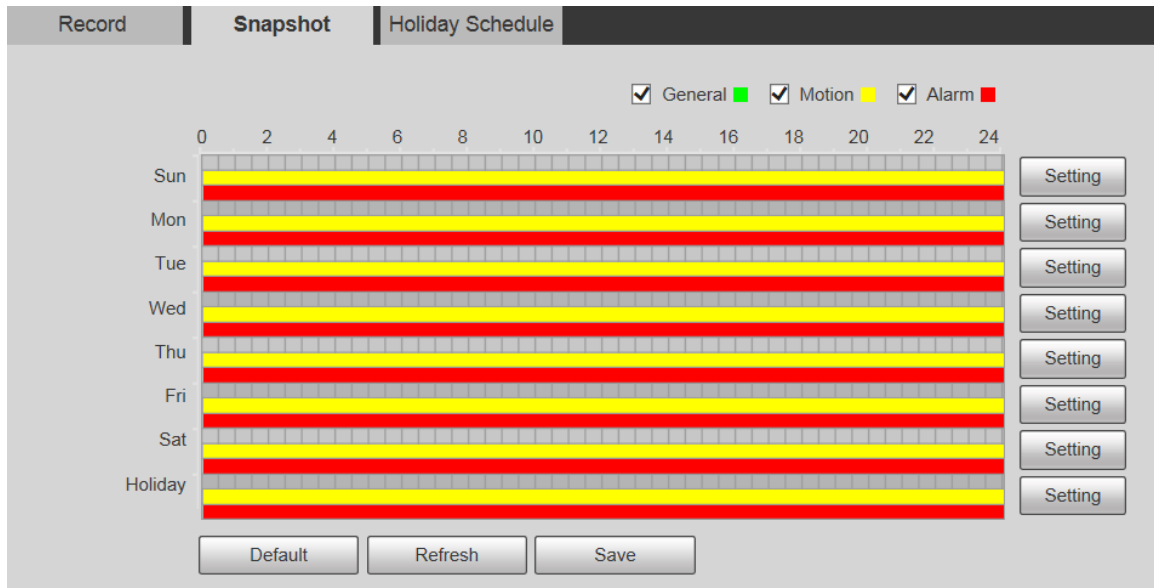 Record Snapshot Holiday Schedule
General Motion Alarm
0 2 4 6 8 10 12 14 16 18 20 22 24
Sun Setting
Mon Setting
Tue Setting
Wed Setting
Thu Setting
Fri Setting
Sat Setting
Holiday Setting
Default Refresh Save